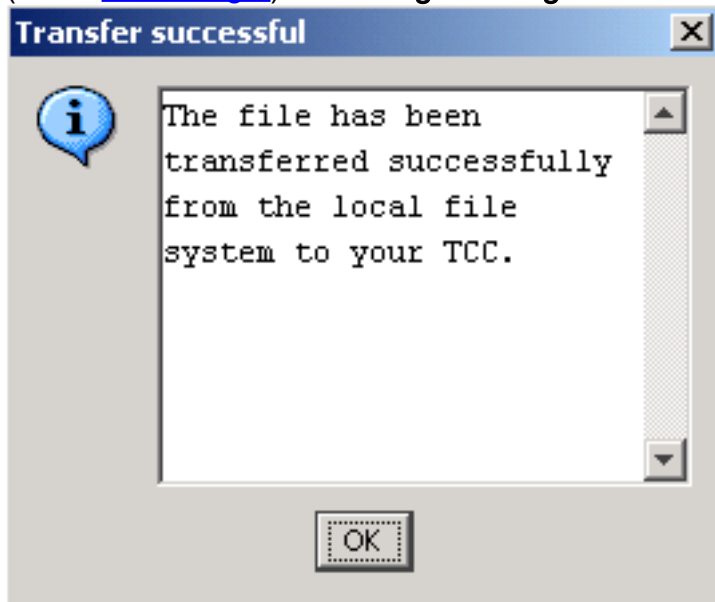 Transfer successful
The file has been
transferred successfully
from the local file
system to your TCC.
OK